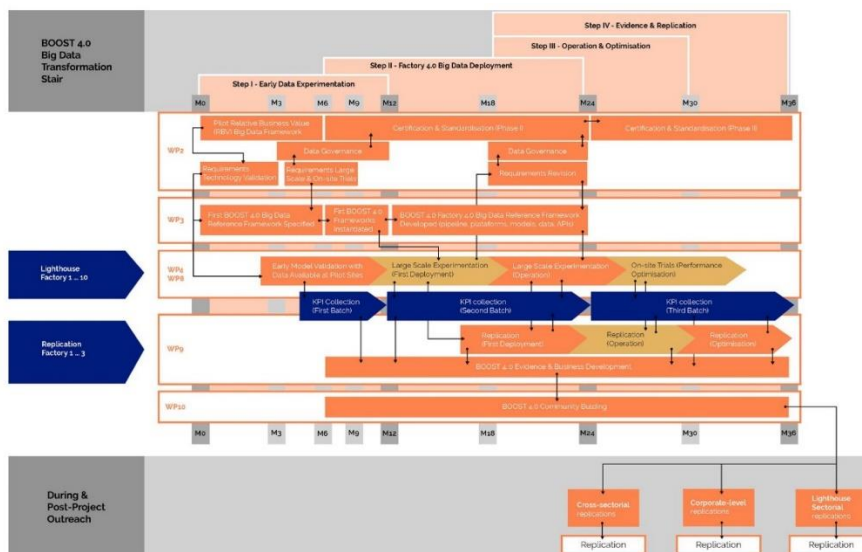 BOOST 4.0
Big Data
Transformation
Stair
Step IV - Evidence & Replication
Step III - Operation & Optimisation
Step II - Factory 4.0 Big Data Deployment
Step I - Early Data Experimentation
M0
M3
M6
M9
M12
M18
M24
M30
M36
WP2
Pilot Relative Business Value
(RBV) Big Data Framework
Certification & Standardisation (Phase I)
Certification & Standardisation (Phase II)
Data Governance
Data Governance
Requirements
Technology Validation
Requirements Large
Scale & On-site Trials
Requirements Revision
WP3
First BOOST 4.0 Big Data
Reference Framework Specified
Firt BOOST 4.0
Frameworks
Instantiated
BOOST 4.0 Factory 4.0 Big Data Reference Framework
Developed (pipeline, platforms, models, data, APIs)
Lighthouse
Factory 1 ... 10
WP4
WP8
Early Model Validation with
Data Available at Pilot Sites
Large Scale Experimentation
(First Deployment)
Large Scale Experimentation
(Operation)
On-site Trials (Performance
Optimisation)
KPI Collection
(First Batch)
KPI collection
(Second Batch)
KPI collection
(Third Batch)
Replication
Factory 1 ... 3
WP9
Replication
(First Deployment)
Replication
(Operation)
Replication
(Optimisation)
BOOST 4.0 Evidence & Business Development
WP10
BOOST 4.0 Community Building
M0
M3
M6
M9
M12
M18
M24
M30
M36
During &
Post-Project
Outreach
Cross-sectorial
replications
Corporate-level
replications
Lighthouse
Sectorial
replications
Replication
Replication
Replication